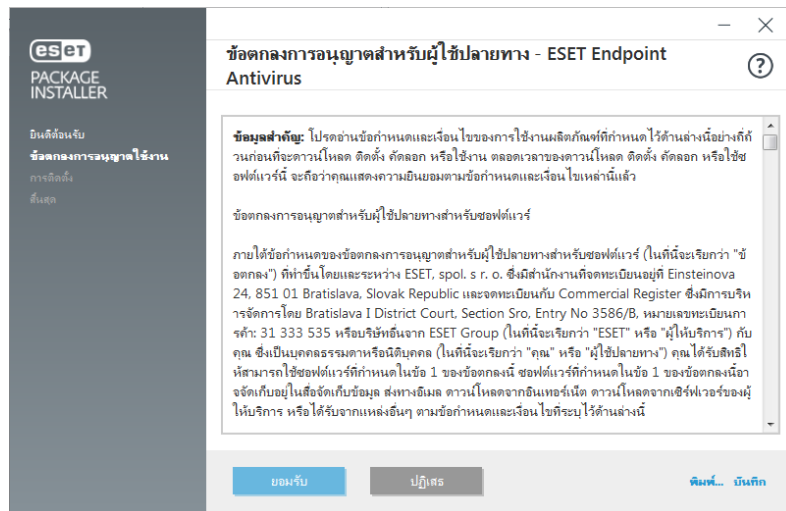 eset
PACKAGE
INSTALLER
ยินดีต้อนรับ
ข้อตกลงการอนุญาตใช้งาน
การติดตั้ง
สิ้นสุด
ข้อตกลงการอนุญาตสำหรับผู้ใช้ปลายทาง - ESET Endpoint
Antivirus
?
ข้อมูลสำคัญ: โปรดอ่านข้อกำหนดและเงื่อนไขของการใช้งานผลิตภัณฑ์ที่กำหนดไว้ด้านล่างนี้อย่างถี่ถ้
วนก่อนที่จะดาวน์โหลด ติดตั้ง คัดลอก หรือใช้งาน ตลอดเวลาของดาวน์โหลด ติดตั้ง คัดลอก หรือใช้ซ
อฟต์แวร์นี้ จะถือว่าคุณแสดงความยินยอมตามข้อกำหนดและเงื่อนไขเหล่านี้แล้ว
ข้อตกลงการอนุญาตสำหรับผู้ใช้ปลายทางสำหรับซอฟต์แวร์
ภายใต้ข้อกำหนดของข้อตกลงการอนุญาตสำหรับผู้ใช้ปลายทางสำหรับซอฟต์แวร์ (ในที่นี้จะเรียกว่า "ข้
อตกลง") ที่ทำขึ้นโดยและระหว่าง ESET, spol. s r. o. ซึ่งมีสำนักงานที่จดทะเบียนอยู่ที่ Einsteinova
24, 851 01 Bratislava, Slovak Republic และจดทะเบียนกับ Commercial Register ซึ่งมีการบริห
ารจัดการโดย Bratislava I District Court, Section Sro, Entry No 3586/B, หมายเลขทะเบียนกา
รค้า: 31 333 535 หรือบริษัทอื่นจาก ESET Group (ในที่นี้จะเรียกว่า "ESET" หรือ "ผู้ให้บริการ") กับ
คุณ ซึ่งเป็นบุคคลธรรมดาหรือนิติบุคคล (ในที่นี้จะเรียกว่า "คุณ" หรือ "ผู้ใช้ปลายทาง") คุณได้รับสิทธิใ
ห้สามารถใช้ซอฟต์แวร์ที่กำหนดในข้อ 1 ของข้อตกลงนี้ ซอฟต์แวร์ที่กำหนดในข้อ 1 ของข้อตกลงนี้อา
จจัดเก็บอยู่ในสื่อจัดเก็บข้อมูล ส่งทางอีเมล ดาวน์โหลดจากอินเทอร์เน็ต ดาวน์โหลดจากเซิร์ฟเวอร์ของผู้
ให้บริการ หรือได้รับจากแหล่งอื่นๆ ตามข้อกำหนดและเงื่อนไขที่ระบุไว้ด้านล่างนี้
ยอมรับ
ปฏิเสธ
พิมพ์... บันทึก